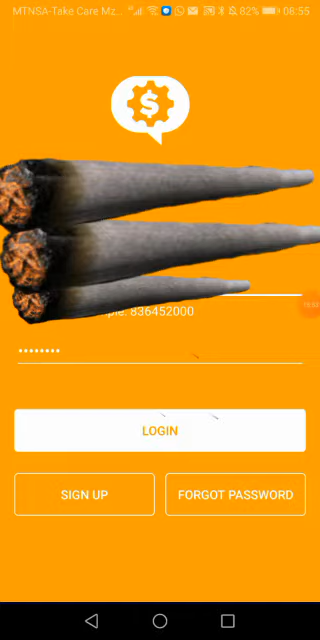 MTNSA-Take Care Mz... 82% 08:55
$
ple: 836452000
LOGIN
SIGN UP
FORGOT PASSWORD